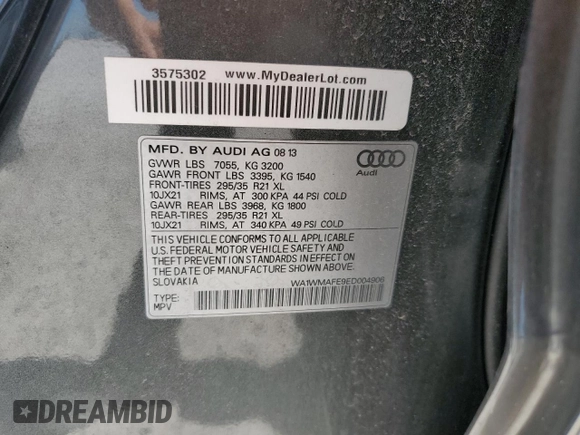 3575302 www.MyDealerLot.com
MFD. BY AUDI AG 08 13
GVWR LBS 7055, KG 3200
GAWR FRONT LBS 3395, KG 1540
FRONT-TIRES 295/35 R21 XL
10JX21 RIMS, AT 300 KPA 44 PSI COLD
GAWR REAR LBS 3968, KG 1800
REAR-TIRES 295/35 R21 XL
10JX21 RIMS, AT 340 KPA 49 PSI COLD
Audi
THIS VEHICLE CONFORMS TO ALL APPLICABLE
U.S. FEDERAL MOTOR VEHICLE SAFETY AND
THEFT PREVENTION STANDARDS IN EFFECT ON
THE DATE OF MANUFACTURE SHOWN ABOVE.
SLOVAKIA
WA1WMAFE9ED004906
TYPE:
MPV
DREAMBID